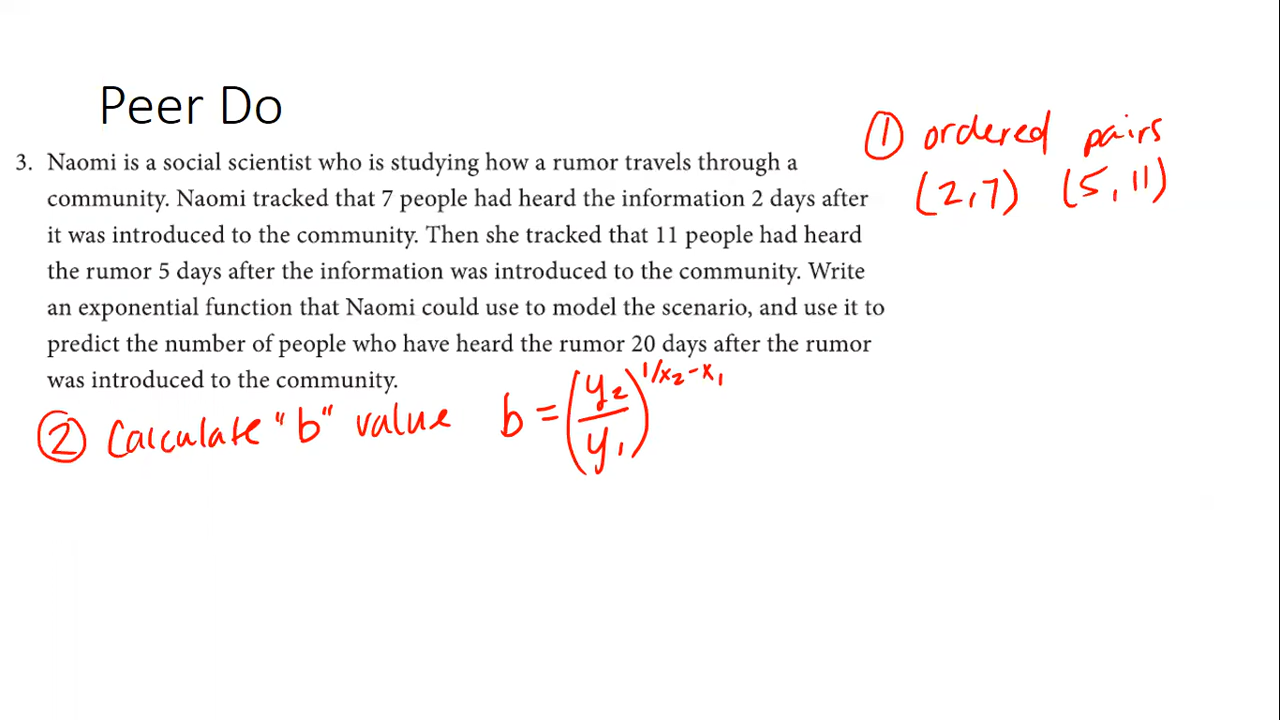 Peer Do
① ordered pairs
(2,7) (5,11)
3. Naomi is a social scientist who is studying how a rumor travels through a
community. Naomi tracked that 7 people had heard the information 2 days after
it was introduced to the community. Then she tracked that 11 people had heard
the rumor 5 days after the information was introduced to the community. Write
an exponential function that Naomi could use to model the scenario, and use it to
predict the number of people who have heard the rumor 20 days after the rumor
was introduced to the community.
② Calculate "b" value b = (y₂/y₁)^1/x₂-x₁